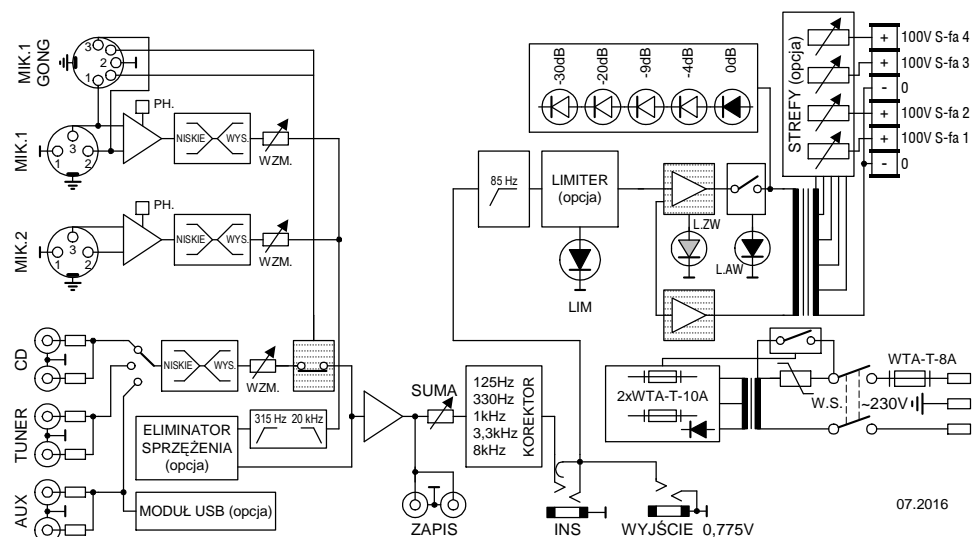 MIK.1
GONG
3
2
1
MIK.1
3
1 2
PH.
NISKIE WYS.
WZM.
MIK.2
3
1 2
PH.
NISKIE WYS.
WZM.
CD
TUNER
AUX
NISKIE WYS.
WZM.
315 Hz 20 kHz
ELIMINATOR
SPRZĘŻENIA
(opcja)
MODUŁ USB (opcja)
SUMA
ZAPIS
125Hz
330Hz
1kHz
3,3kHz
8kHz
KOREKTOR
INS
WYJŚCIE 0,775V
85 Hz
LIMITER
(opcja)
LIM
-30dB
-20dB
-9dB
-4dB
0dB
L.ZW
L.AW
STREFY (opcja)
+ 100V S-fa 4
+ 100V S-fa 3
- 0
+ 100V S-fa 2
+ 100V S-fa 1
- 0
2xWTA-T-10A
W.S.
WTA-T-8A
~230V
07.2016